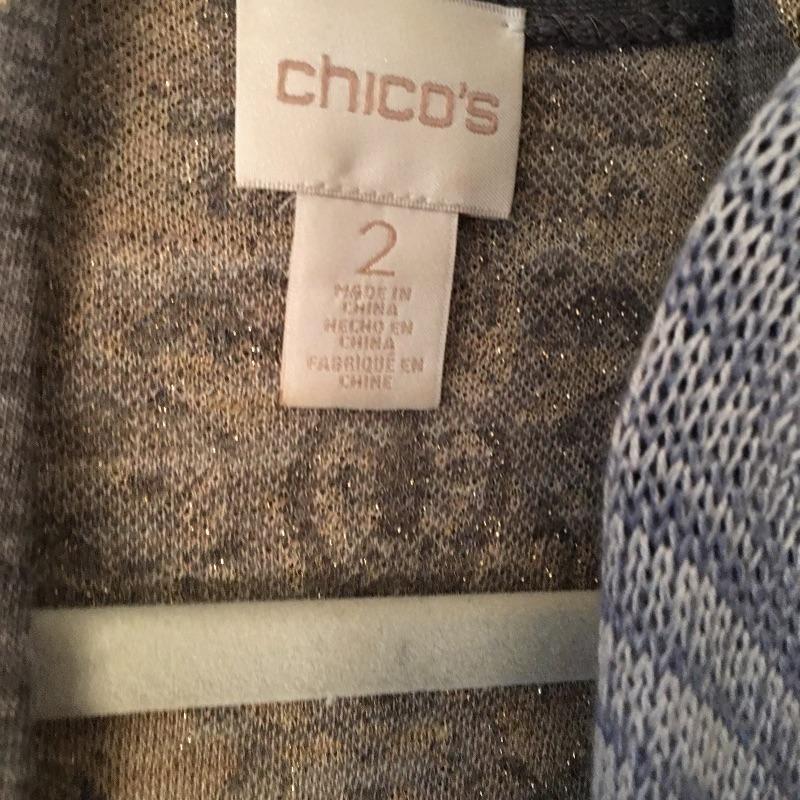 chico's
2
MADE IN
CHINA
HECHO EN
CHINA
FABRIQUÉ EN
CHINE